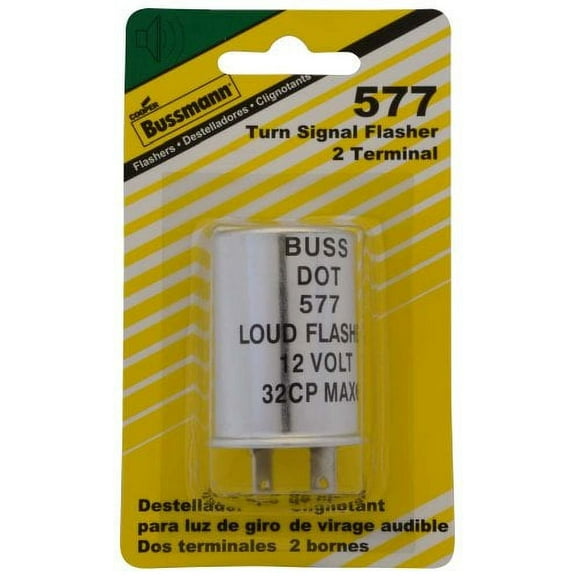 COOPER
Bussmann
Flashers • Destelladores • Clignotants
577
Turn Signal Flasher
2 Terminal
BUSS
DOT
577
LOUD FLASHE
12 VOLT
32CP MAX
Destellador
Clignotant
para luz de giro
de virage audible
Dos terminales
2 bornes